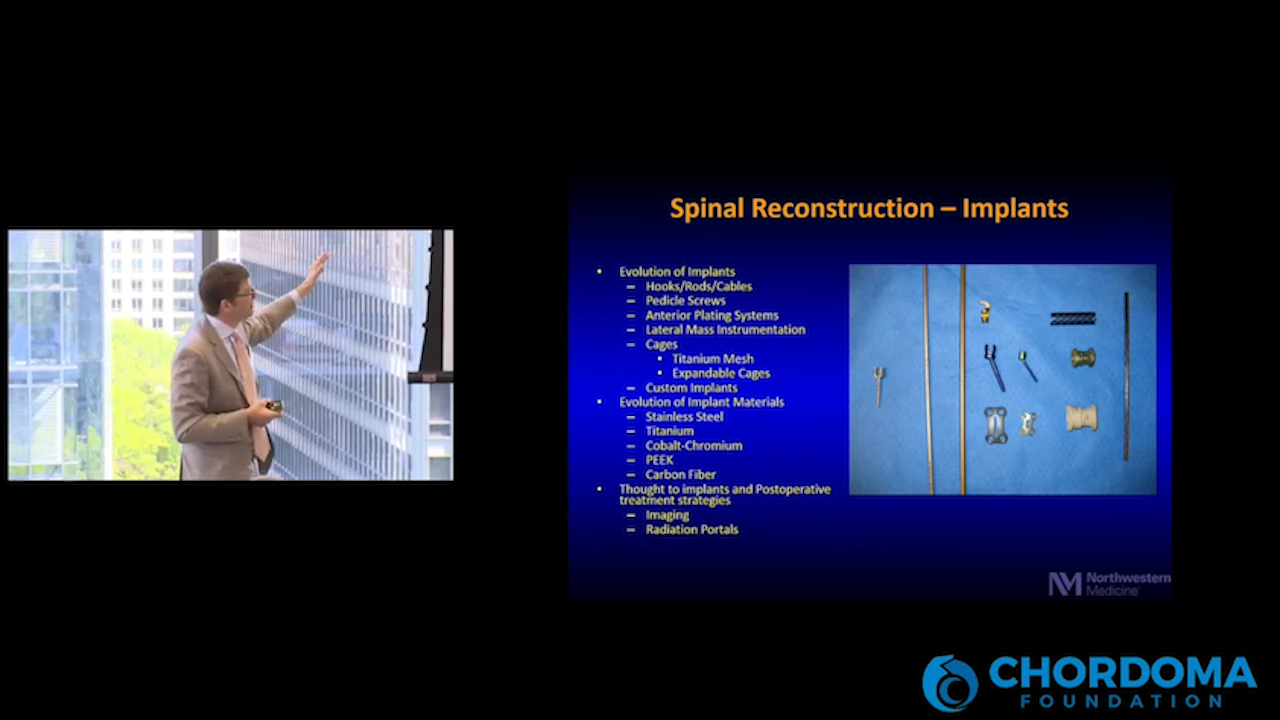 Spinal Reconstruction – Implants
• Evolution of Implants
– Hooks/Rods/Cables
– Pedicle Screws
– Anterior Plating Systems
– Lateral Mass Instrumentation
– Cages
▪ Titanium Mesh
▪ Expandable Cages
– Custom Implants
• Evolution of Implant Materials
– Stainless Steel
– Titanium
– Cobalt-Chromium
– PEEK
– Carbon Fiber
• Thought to implants and Postoperative
treatment strategies
– Imaging
– Radiation Portals
NM Northwestern
Medicine
CHORDOMA
FOUNDATION